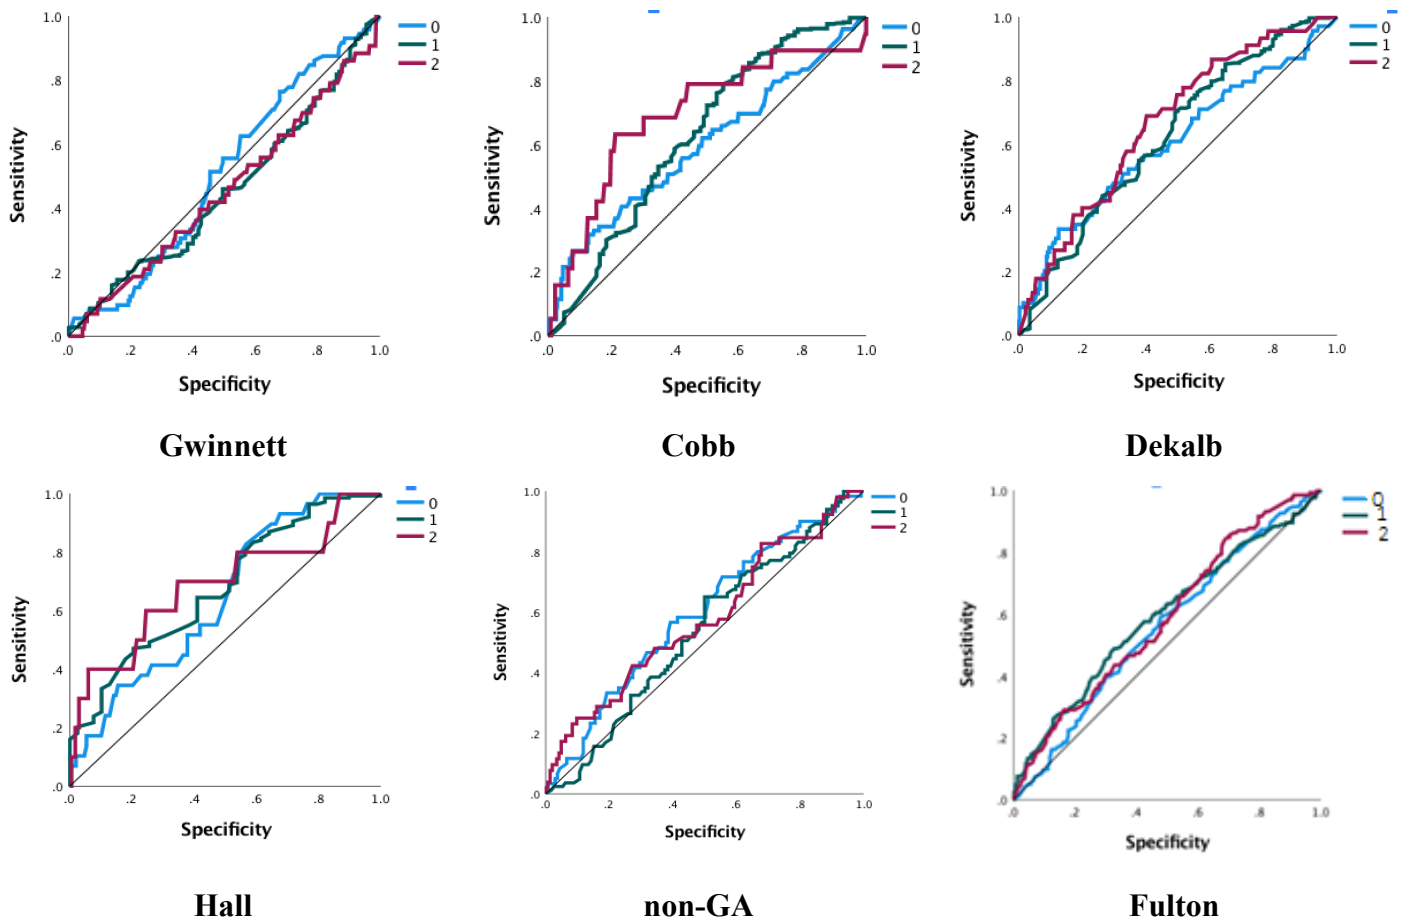 1.0
.8
.6
.4
.2
.0
.0 .2 .4 .6 .8 1.0
Sensitivity
Specificity
0
1
2
Gwinnett
1.0
.8
.6
.4
.2
.0
.0 .2 .4 .6 .8 1.0
Sensitivity
Specificity
0
1
2
Cobb
1.0
.8
.6
.4
.2
.0
.0 .2 .4 .6 .8 1.0
Sensitivity
Specificity
0
1
2
Dekalb
1.0
.8
.6
.4
.2
.0
.0 .2 .4 .6 .8 1.0
Sensitivity
Specificity
0
1
2
Hall
1.0
.8
.6
.4
.2
.0
.0 .2 .4 .6 .8 1.0
Sensitivity
Specificity
0
1
2
non-GA
1.0
.8
.6
.4
.2
.0
.0 .2 .4 .6 .8 1.0
Sensitivity
Specificity
0
1
2
Fulton